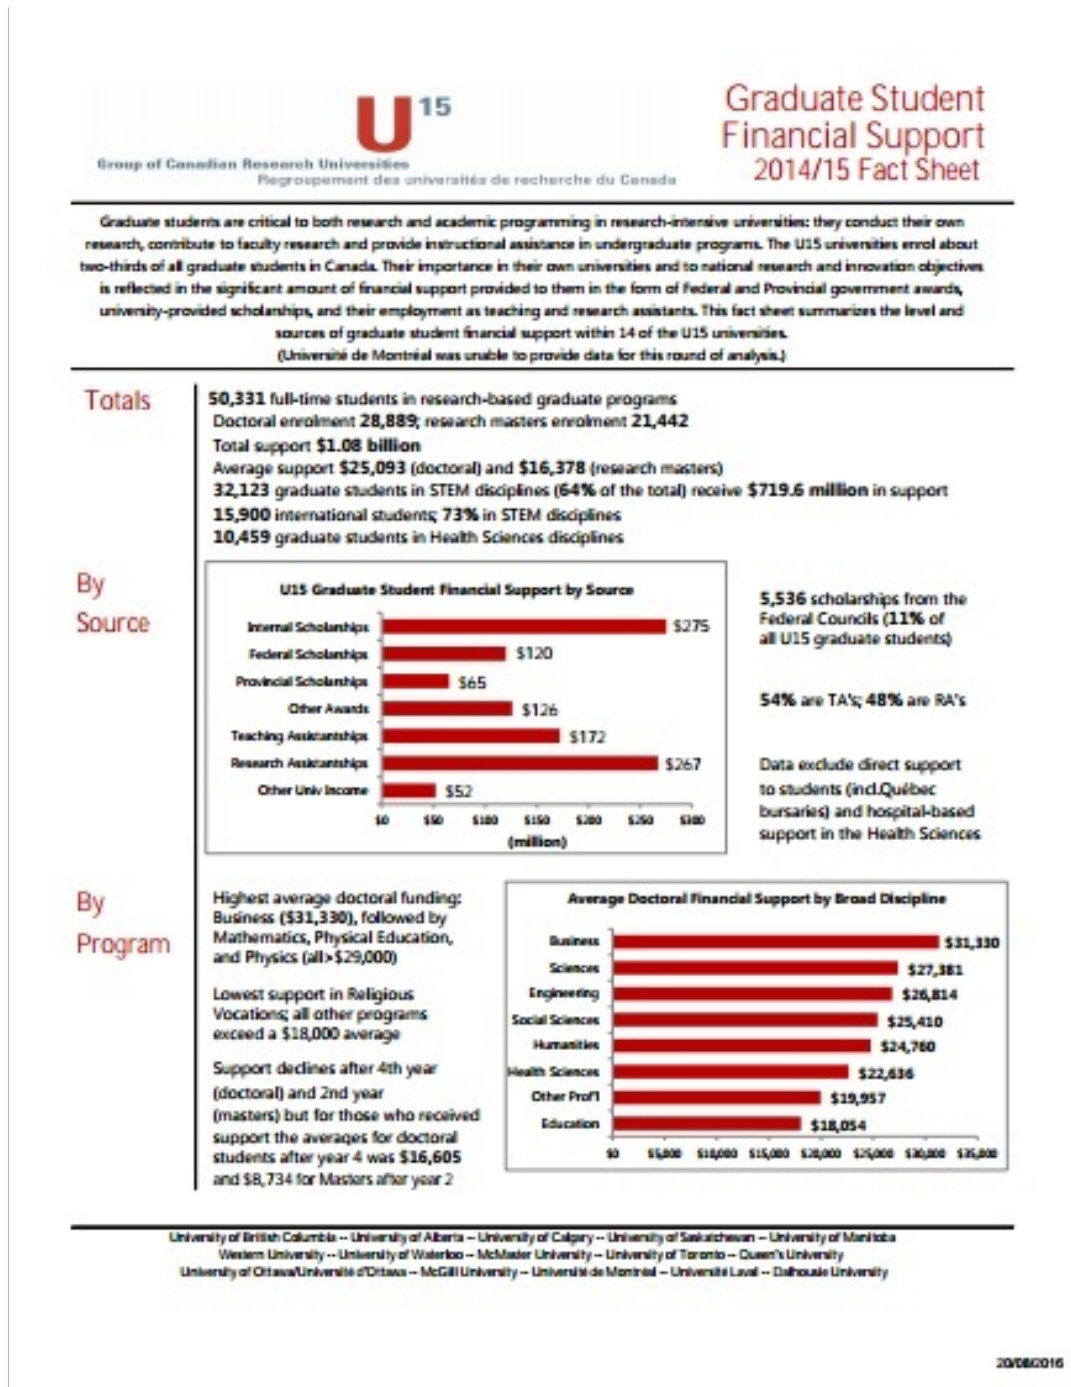 U15
Group of Canadian Research Universities
Regroupement des universités de recherche du Canada
Graduate Student
Financial Support
2014/15 Fact Sheet
Graduate students are critical to both research and academic programming in research-intensive universities: they conduct their own
research, contribute to faculty research and provide instructional assistance in undergraduate programs. The U15 universities enrol about
two-thirds of all graduate students in Canada. Their importance in their own universities and to national research and innovation objectives
is reflected in the significant amount of financial support provided to them in the form of Federal and Provincial government awards,
university-provided scholarships, and their employment as teaching and research assistants. This fact sheet summarizes the level and
sources of graduate student financial support within 14 of the U15 universities.
(Université de Montréal was unable to provide data for this round of analysis.)
Totals
50,331 full-time students in research-based graduate programs
Doctoral enrolment 28,889; research masters enrolment 21,442
Total support $1.08 billion
Average support $25,093 (doctoral) and $16,378 (research masters)
32,123 graduate students in STEM disciplines (64% of the total) receive $719.6 million in support
15,900 international students; 73% in STEM disciplines
10,459 graduate students in Health Sciences disciplines
By
Source
U15 Graduate Student Financial Support by Source
Internal Scholarships $275
Federal Scholarships $120
Provincial Scholarships $65
Other Awards $126
Teaching Assistantships $172
Research Assistantships $267
Other Univ Income $52
$0 $50 $100 $150 $200 $250 $300
(million)
5,536 scholarships from the
Federal Councils (11% of
all U15 graduate students)
54% are TA's; 48% are RA's
Data exclude direct support
to students (incl.Québec
bursaries) and hospital-based
support in the Health Sciences
By
Program
Highest average doctoral funding:
Business ($31,330), followed by
Mathematics, Physical Education,
and Physics (all>$29,000)
Lowest support in Religious
Vocations; all other programs
exceed a $18,000 average
Support declines after 4th year
(doctoral) and 2nd year
(masters) but for those who received
support the averages for doctoral
students after year 4 was $16,605
and $8,734 for Masters after year 2
Average Doctoral Financial Support by Broad Discipline
Business $31,330
Sciences $27,381
Engineering $26,814
Social Sciences $25,410
Humanities $24,760
Health Sciences $22,636
Other Prof'l $19,957
Education $18,054
$0 $5,000 $10,000 $15,000 $20,000 $25,000 $30,000 $35,000
University of British Columbia -- University of Alberta -- University of Calgary -- University of Saskatchewan -- University of Manitoba
Western University -- University of Waterloo -- McMaster University -- University of Toronto -- Queen's University
University of Ottawa/Université d'Ottawa -- McGill University -- Université de Montréal -- Université Laval -- Dalhousie University
20/08/2016